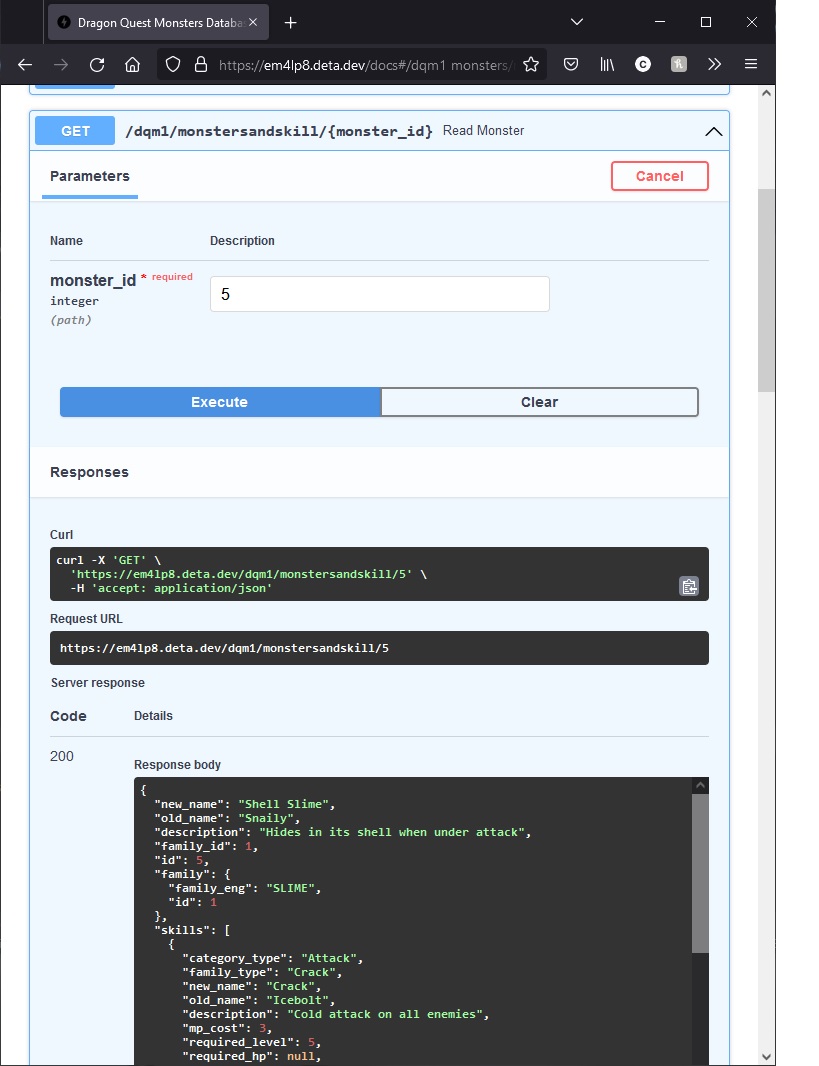 Dragon Quest Monsters Databa
https://em4lp8.deta.dev/docs#/dqm1 monsters/
GET /dqm1/monstersandskill/{monster_id} Read Monster
Parameters
Cancel
Name Description
monster_id * required
integer
(path)
5
Execute Clear
Responses
Curl
curl -X 'GET' \
'https://em4lp8.deta.dev/dqm1/monstersandskill/5' \
-H 'accept: application/json'
Request URL
https://em4lp8.deta.dev/dqm1/monstersandskill/5
Server response
Code Details
200
Response body
{
"new_name": "Shell Slime",
"old_name": "Snaily",
"description": "Hides in its shell when under attack",
"family_id": 1,
"id": 5,
"family": {
"family_eng": "SLIME",
"id": 1
},
"skills": [
{
"category_type": "Attack",
"family_type": "Crack",
"new_name": "Crack",
"old_name": "Icebolt",
"description": "Cold attack on all enemies",
"mp_cost": 3,
"required_level": 5,
"required_hp": null,